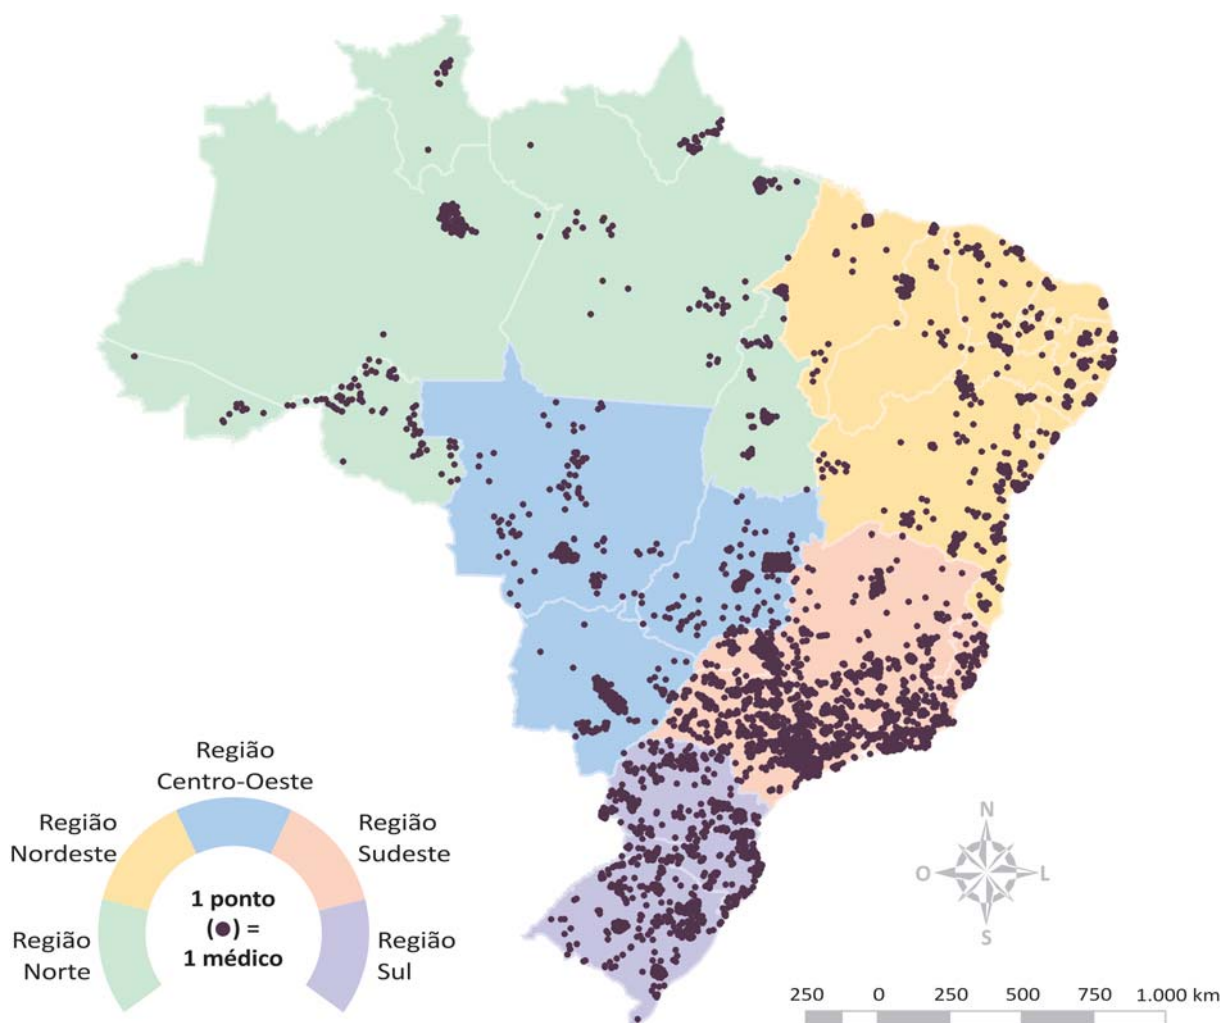 Região
Centro-Oeste
Região
Nordeste
Região
Sudeste
1 ponto
(●) =
1 médico
Região
Norte
Região
Sul
N
O
L
S
250 0 250 500 750 1.000 km